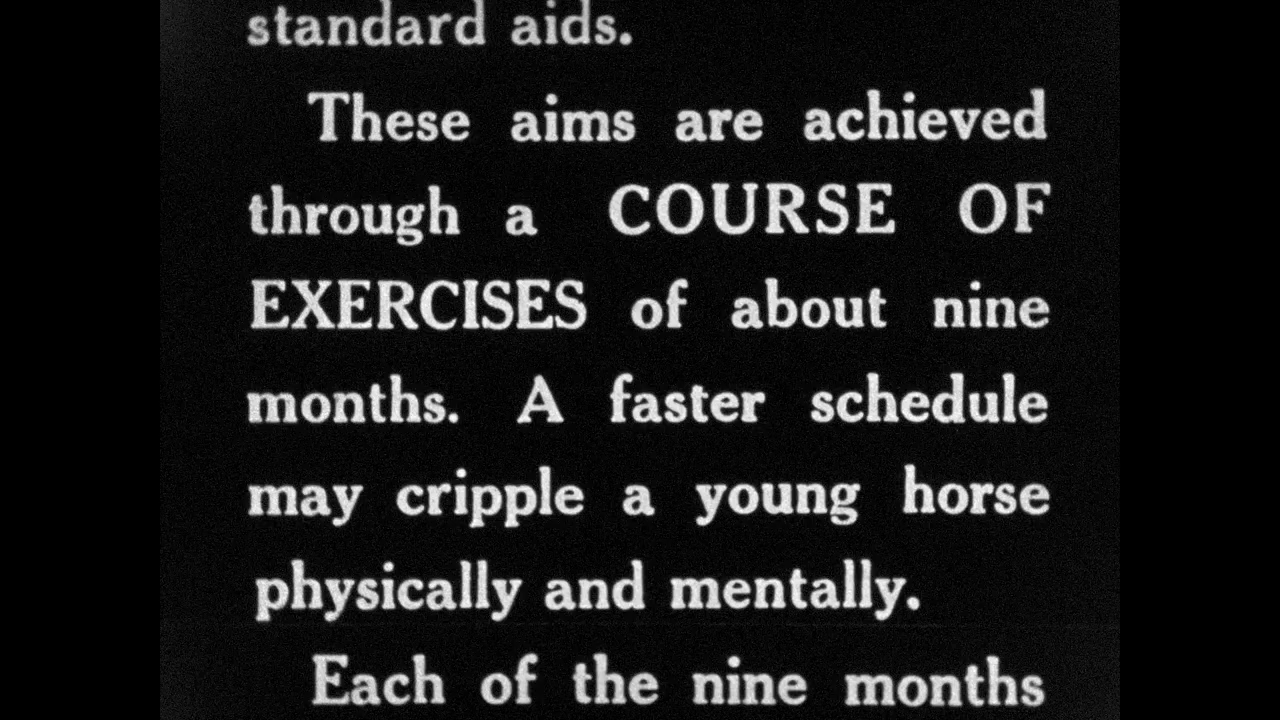 standard aids.
These aims are achieved
through a COURSE OF
EXERCISES of about nine
months. A faster schedule
may cripple a young horse
physically and mentally.
Each of the nine months